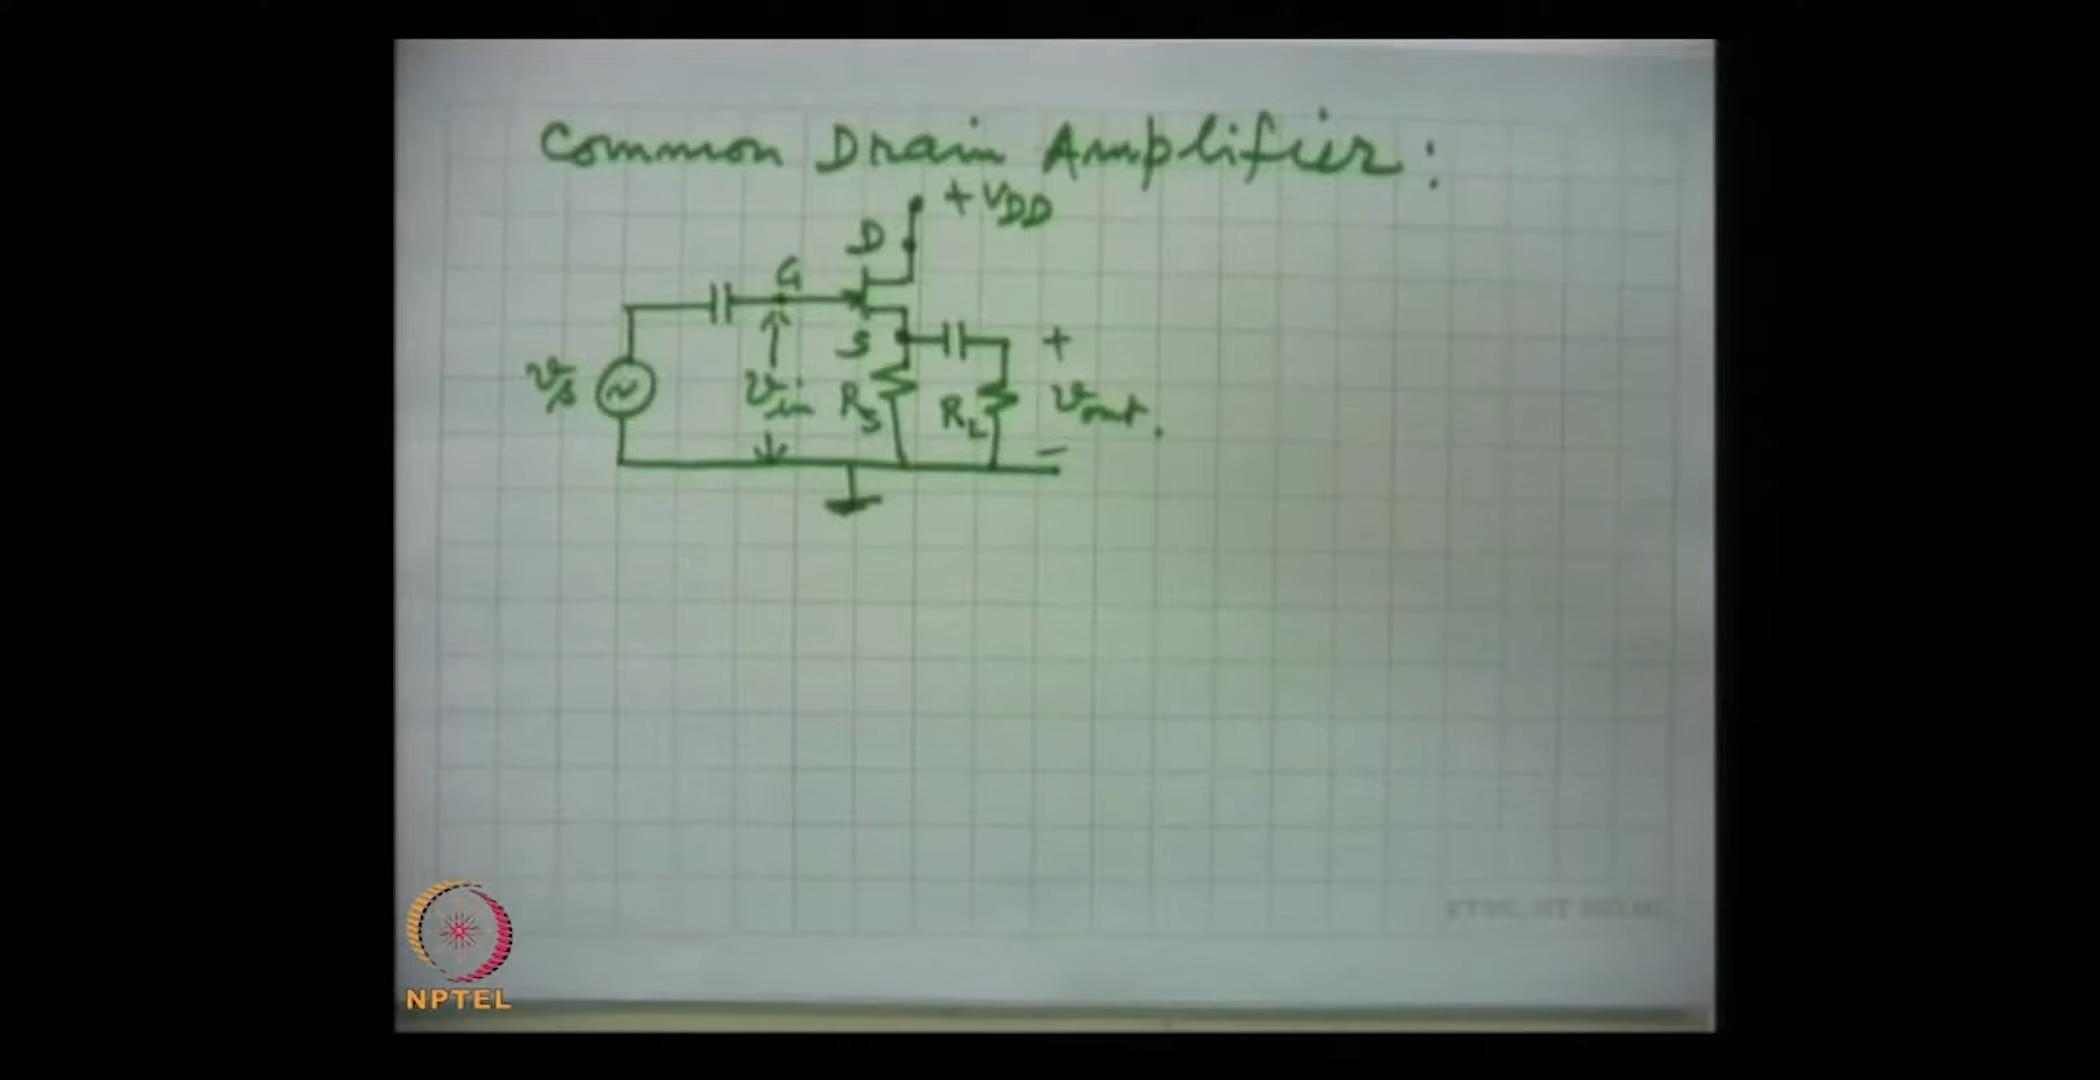 Common Drain Amplifier:
+VDD
D
G
S
vs
vin
RS
RL
+
vout.
−
NPTEL